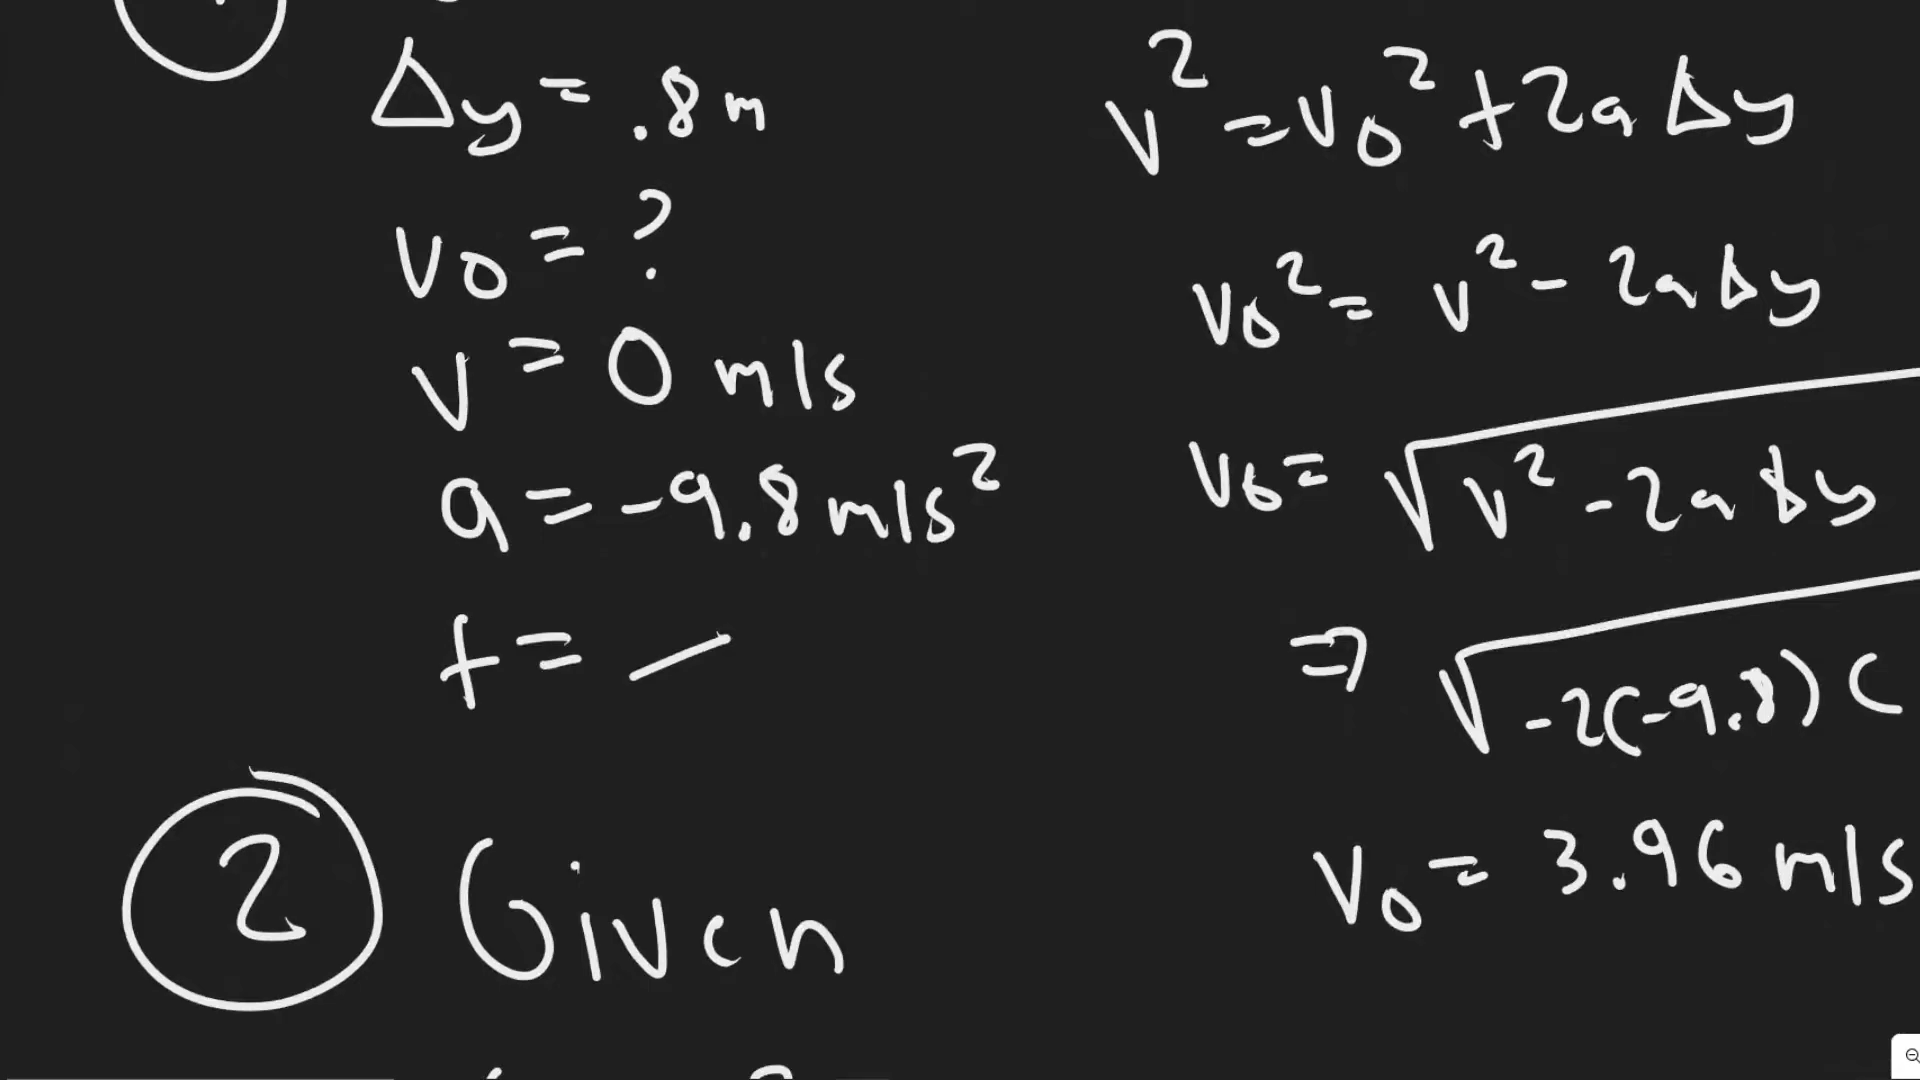 Δy = .8m
v0 = ?
v = 0 m/s
a = -9.8 m/s²
t = —
② Given
v² = v0² + 2aΔy
v0² = v² - 2aΔy
v0 = √v² - 2aΔy
⇒ √-2(-9.8)(
v0 = 3.96 m/s